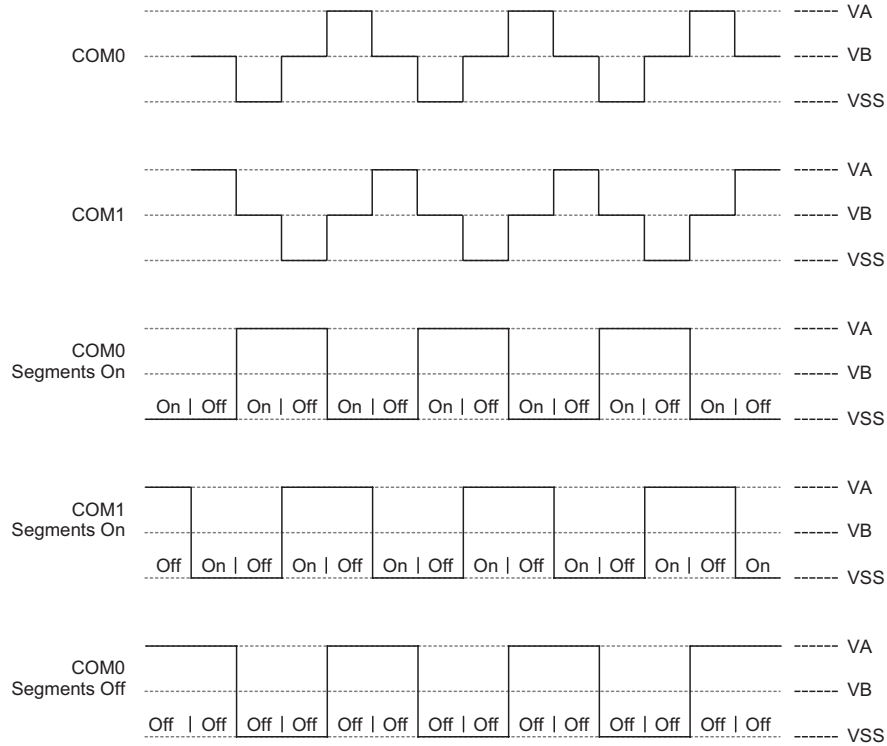 VA
COM0
VB
VSS
VA
COM1
VB
VSS
VA
COM0
Segments On
VB
On | Off | On | Off | On | Off | On | Off | On | Off | On | Off | On | Off
VSS
VA
COM1
Segments On
VB
Off | On | Off | On | Off | On | Off | On | Off | On | Off | On | Off | On
VSS
VA
COM0
Segments Off
VB
Off | Off | Off | Off | Off | Off | Off | Off | Off | Off | Off | Off | Off | Off
VSS